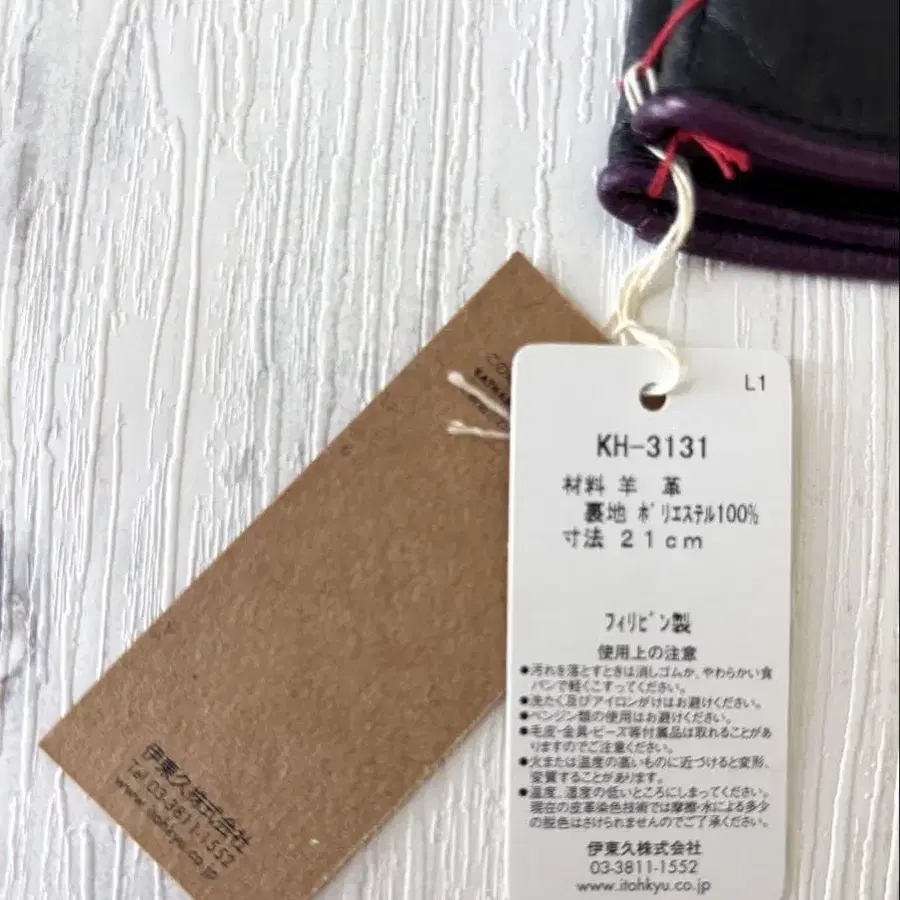 L1
KH-3131
材料 羊 革
裏地 ポリエステル100%
寸法 21cm
フィリピン製
使用上の注意
●汚れを落とすときは消しゴムか、やわらかい食
パンで軽くこすってください。
●洗たく及びアイロンがけはお避けください。
●ベンジン類の使用はお避けください。
●毛皮・金具・ビーズ等付属品は取れることがあ
りますのでご注意ください。
●火または温度の高いものに近づけると変形、
変質することがあります。
●温度、湿度の低いところにしまってください。
現在の皮革染色技術では摩擦・水による多少
の脱色はさけられませんのでご了承ください。
伊東久株式会社
03-3811-1552
www.itohkyu.co.jp
この
伊東久株式会社
Tel 03-3811-1552
www.itohkyu.co.jp